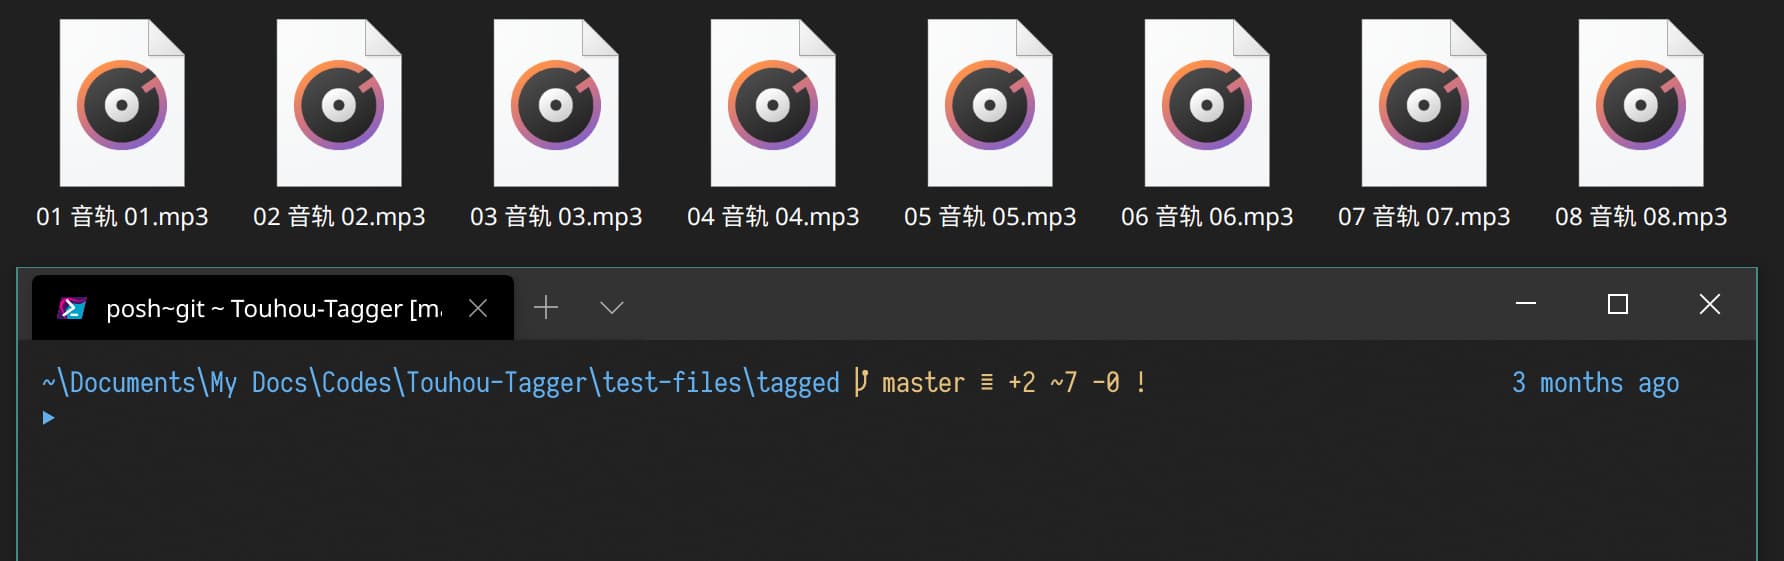 01 音轨 01.mp3 02 音轨 02.mp3 03 音轨 03.mp3 04 音轨 04.mp3 05 音轨 05.mp3 06 音轨 06.mp3 07 音轨 07.mp3 08 音轨 08.mp3
posh~git ~ Touhou-Tagger [ma
~\Documents\My Docs\Codes\Touhou-Tagger\test-files\tagged master ≡ +2 ~7 -0 ! 3 months ago